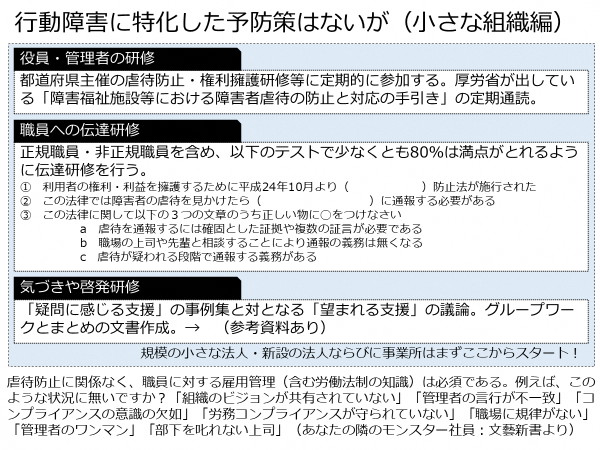 行動障害に特化した予防策はないが（小さな組織編）
役員・管理者の研修
都道府県主催の虐待防止・権利擁護研修等に定期的に参加する。厚労省が出してい
る「障害福祉施設等における障害者虐待の防止と対応の手引き」の定期通読。
職員への伝達研修
正規職員・非正規職員を含め、以下のテストで少なくとも80%は満点がとれるよう
に伝達研修を行う。
① 利用者の権利・利益を擁護するために平成24年10月より（　　　　　　）防止法が施行された
② この法律では障害者の虐待を見かけたら（　　　　　　　　　）に通報する必要がある
③ この法律に関して以下の３つの文章のうち正しい物に○をつけなさい
a 虐待を通報するには確固とした証拠や複数の証言が必要である
b 職場の上司や先輩と相談することにより通報の義務は無くなる
c 虐待が疑われる段階で通報する義務がある
気づきや啓発研修
「疑問に感じる支援」の事例集と対となる「望まれる支援」の議論。グループワー
クとまとめの文書作成。→　（参考資料あり）
規模の小さな法人・新設の法人ならびに事業所はまずここからスタート！
虐待防止に関係なく、職員に対する雇用管理（含む労働法制の知識）は必須である。例えば、この
ような状況に無いですか？「組織のビジョンが共有されていない」「管理者の言行が不一致」「コ
ンプライアンスの意識の欠如」「労務コンプライアンスが守られていない」「職場に規律がない」
「管理者のワンマン」「部下を叱れない上司」（あなたの隣のモンスター社員：文藝新書より）